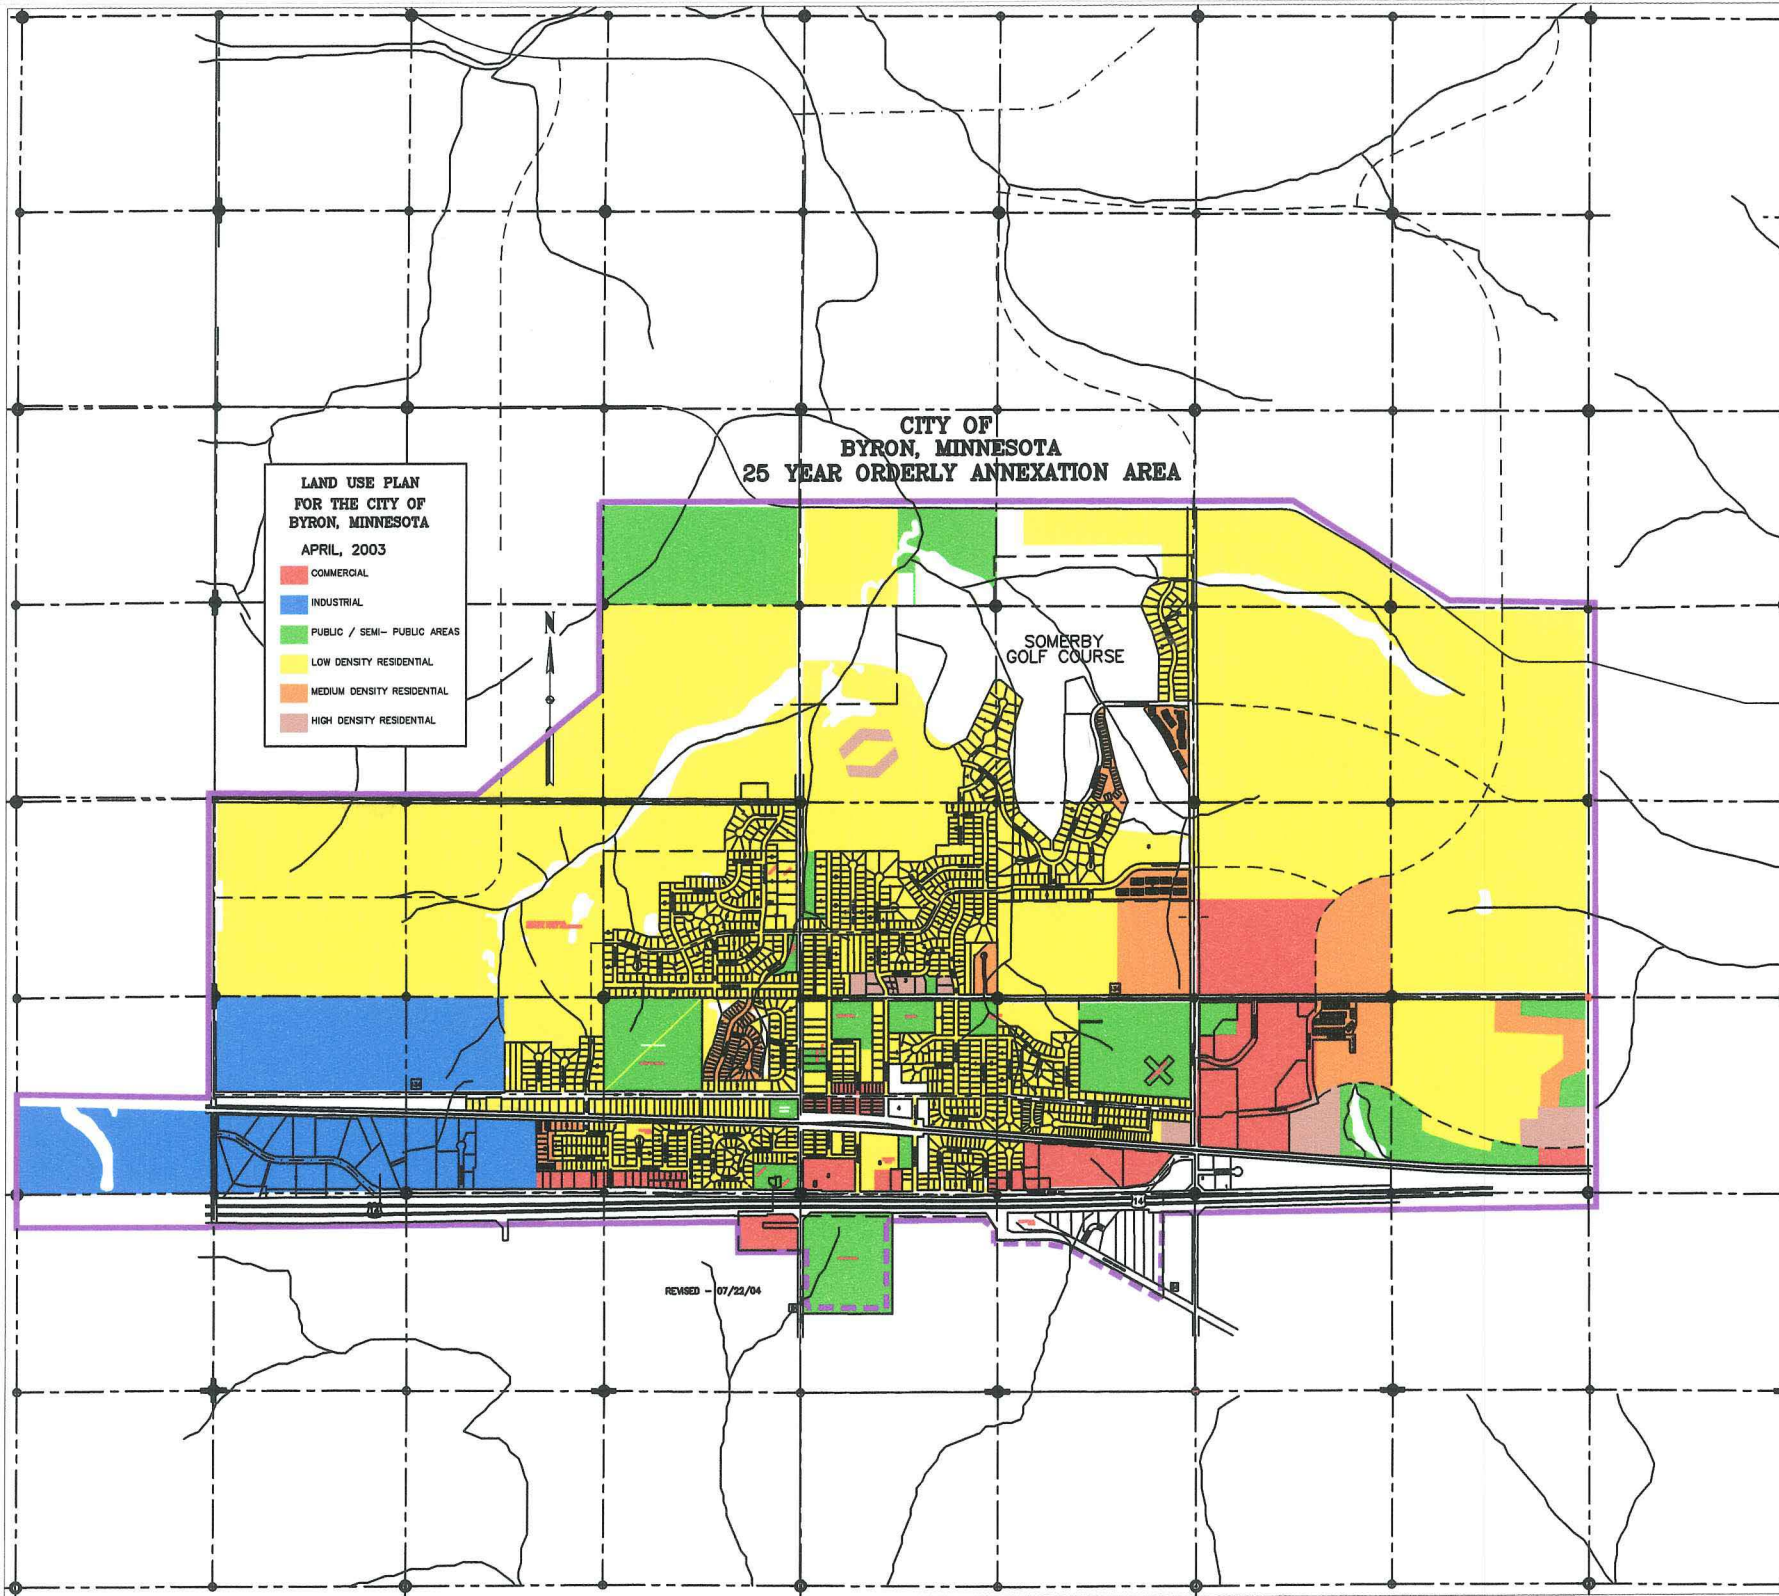 CITY OF
BYRON, MINNESOTA
25 YEAR ORDERLY ANNEXATION AREA
LAND USE PLAN
FOR THE CITY OF
BYRON, MINNESOTA
APRIL, 2003
COMMERCIAL
INDUSTRIAL
PUBLIC / SEMI- PUBLIC AREAS
LOW DENSITY RESIDENTIAL
MEDIUM DENSITY RESIDENTIAL
HIGH DENSITY RESIDENTIAL
N
SOMERBY
GOLF COURSE
14
14
REVISED - 07/22/04